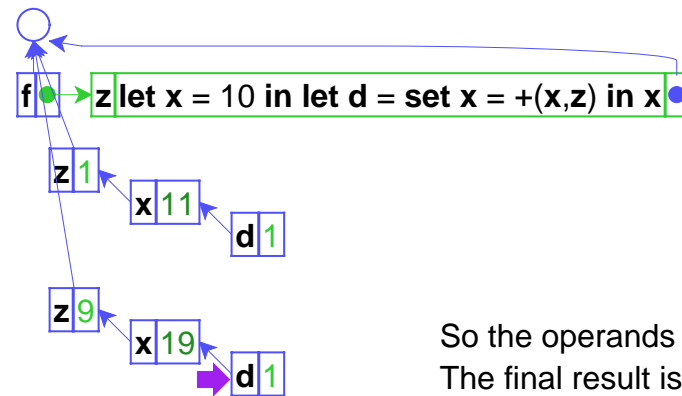 f z let x = 10 in let d = set x = +(x,z) in x
z 1
x 11
d 1
z 9
x 19
d 1
So the operands
The final result is